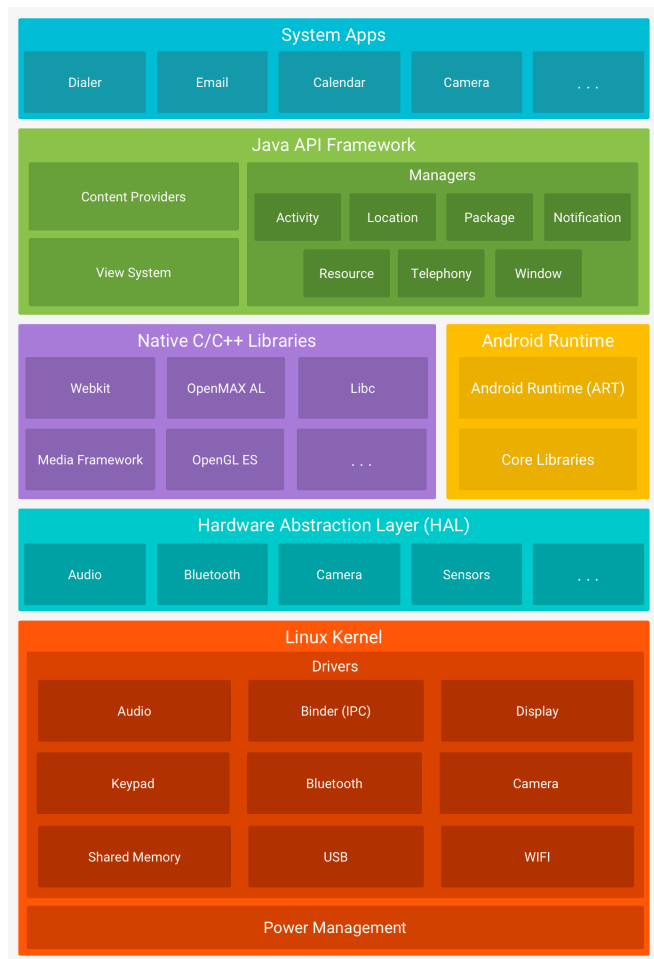 System Apps
Dialer
Email
Calendar
Camera
. . .
Java API Framework
Content Providers
View System
Managers
Activity
Location
Package
Notification
Resource
Telephony
Window
Native C/C++ Libraries
Webkit
OpenMAX AL
Libc
Media Framework
OpenGL ES
. . .
Android Runtime
Android Runtime (ART)
Core Libraries
Hardware Abstraction Layer (HAL)
Audio
Bluetooth
Camera
Sensors
. . .
Linux Kernel
Drivers
Audio
Binder (IPC)
Display
Keypad
Bluetooth
Camera
Shared Memory
USB
WIFI
Power Management